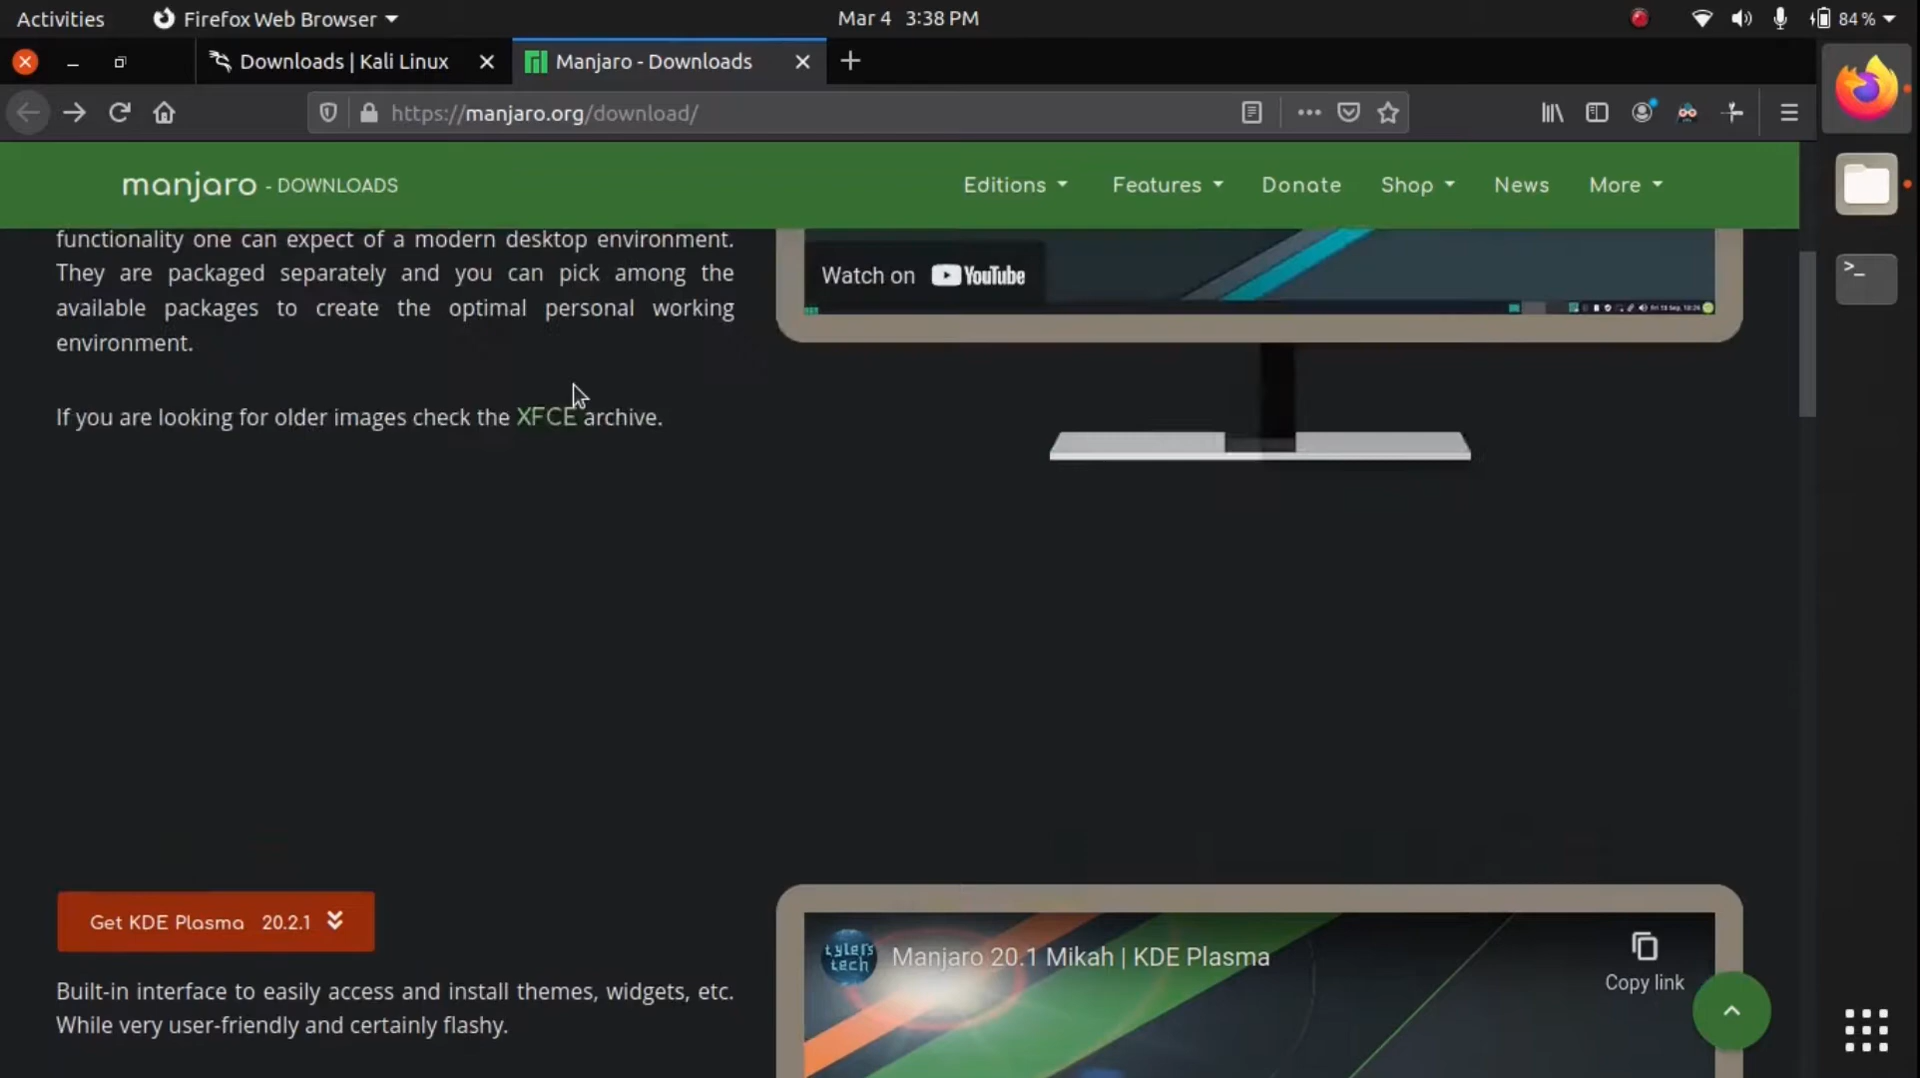 Activities
Firefox Web Browser
Mar 4 3:38 PM
84 %
Downloads | Kali Linux
Manjaro - Downloads
https://manjaro.org/download/
manjaro - DOWNLOADS
Editions
Features
Donate
Shop
News
More
functionality one can expect of a modern desktop environment.
They are packaged separately and you can pick among the
available packages to create the optimal personal working
environment.
If you are looking for older images check the XFCE archive.
Watch on YouTube
Get KDE Plasma 20.2.1
Built-in interface to easily access and install themes, widgets, etc.
While very user-friendly and certainly flashy.
tylers
tech
Manjaro 20.1 Mikah | KDE Plasma
Copy link